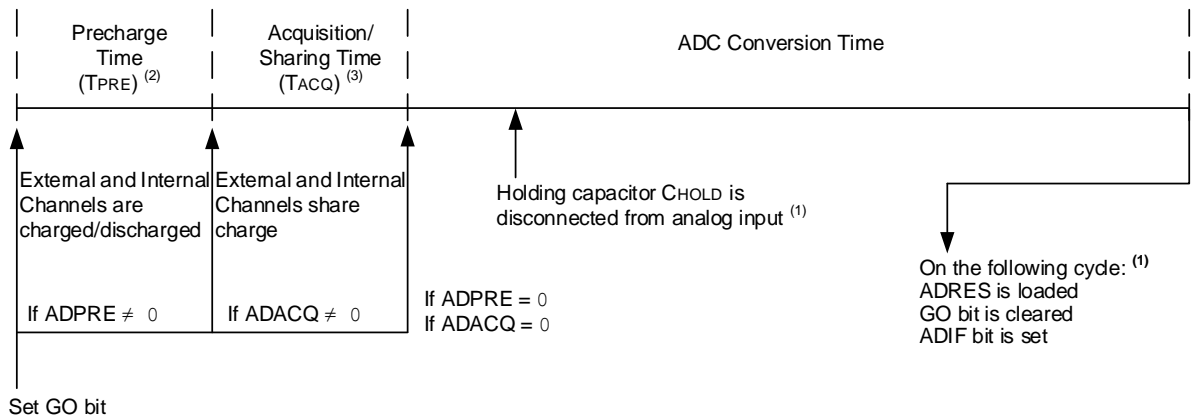 Precharge
Time
(TPRE) (2)
Acquisition/
Sharing Time
(TACQ) (3)
ADC Conversion Time
External and Internal
Channels are
charged/discharged
External and Internal
Channels share
charge
Holding capacitor CHOLD is
disconnected from analog input (1)
If ADPRE ≠ 0
If ADACQ ≠ 0
If ADPRE = 0
If ADACQ = 0
On the following cycle: (1)
ADRES is loaded
GO bit is cleared
ADIF bit is set
Set GO bit